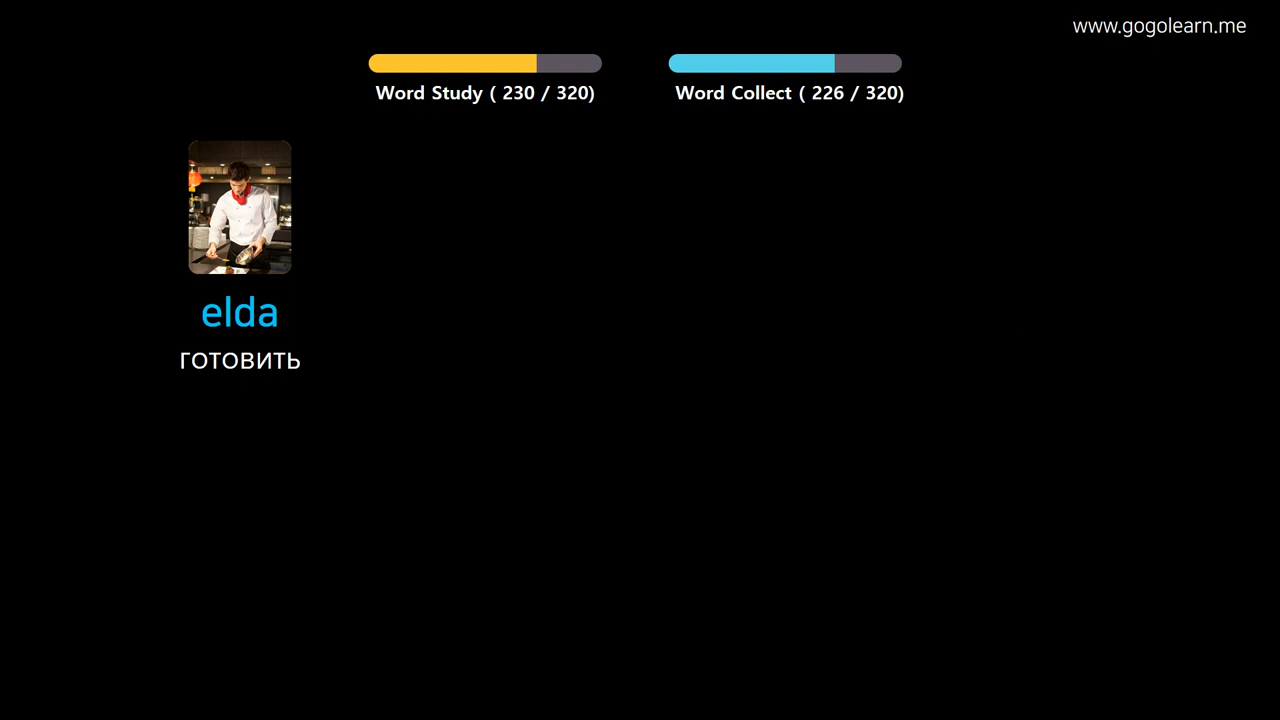 www.gogolearn.me
Word Study ( 230 / 320)
Word Collect ( 226 / 320)
elda
готовить